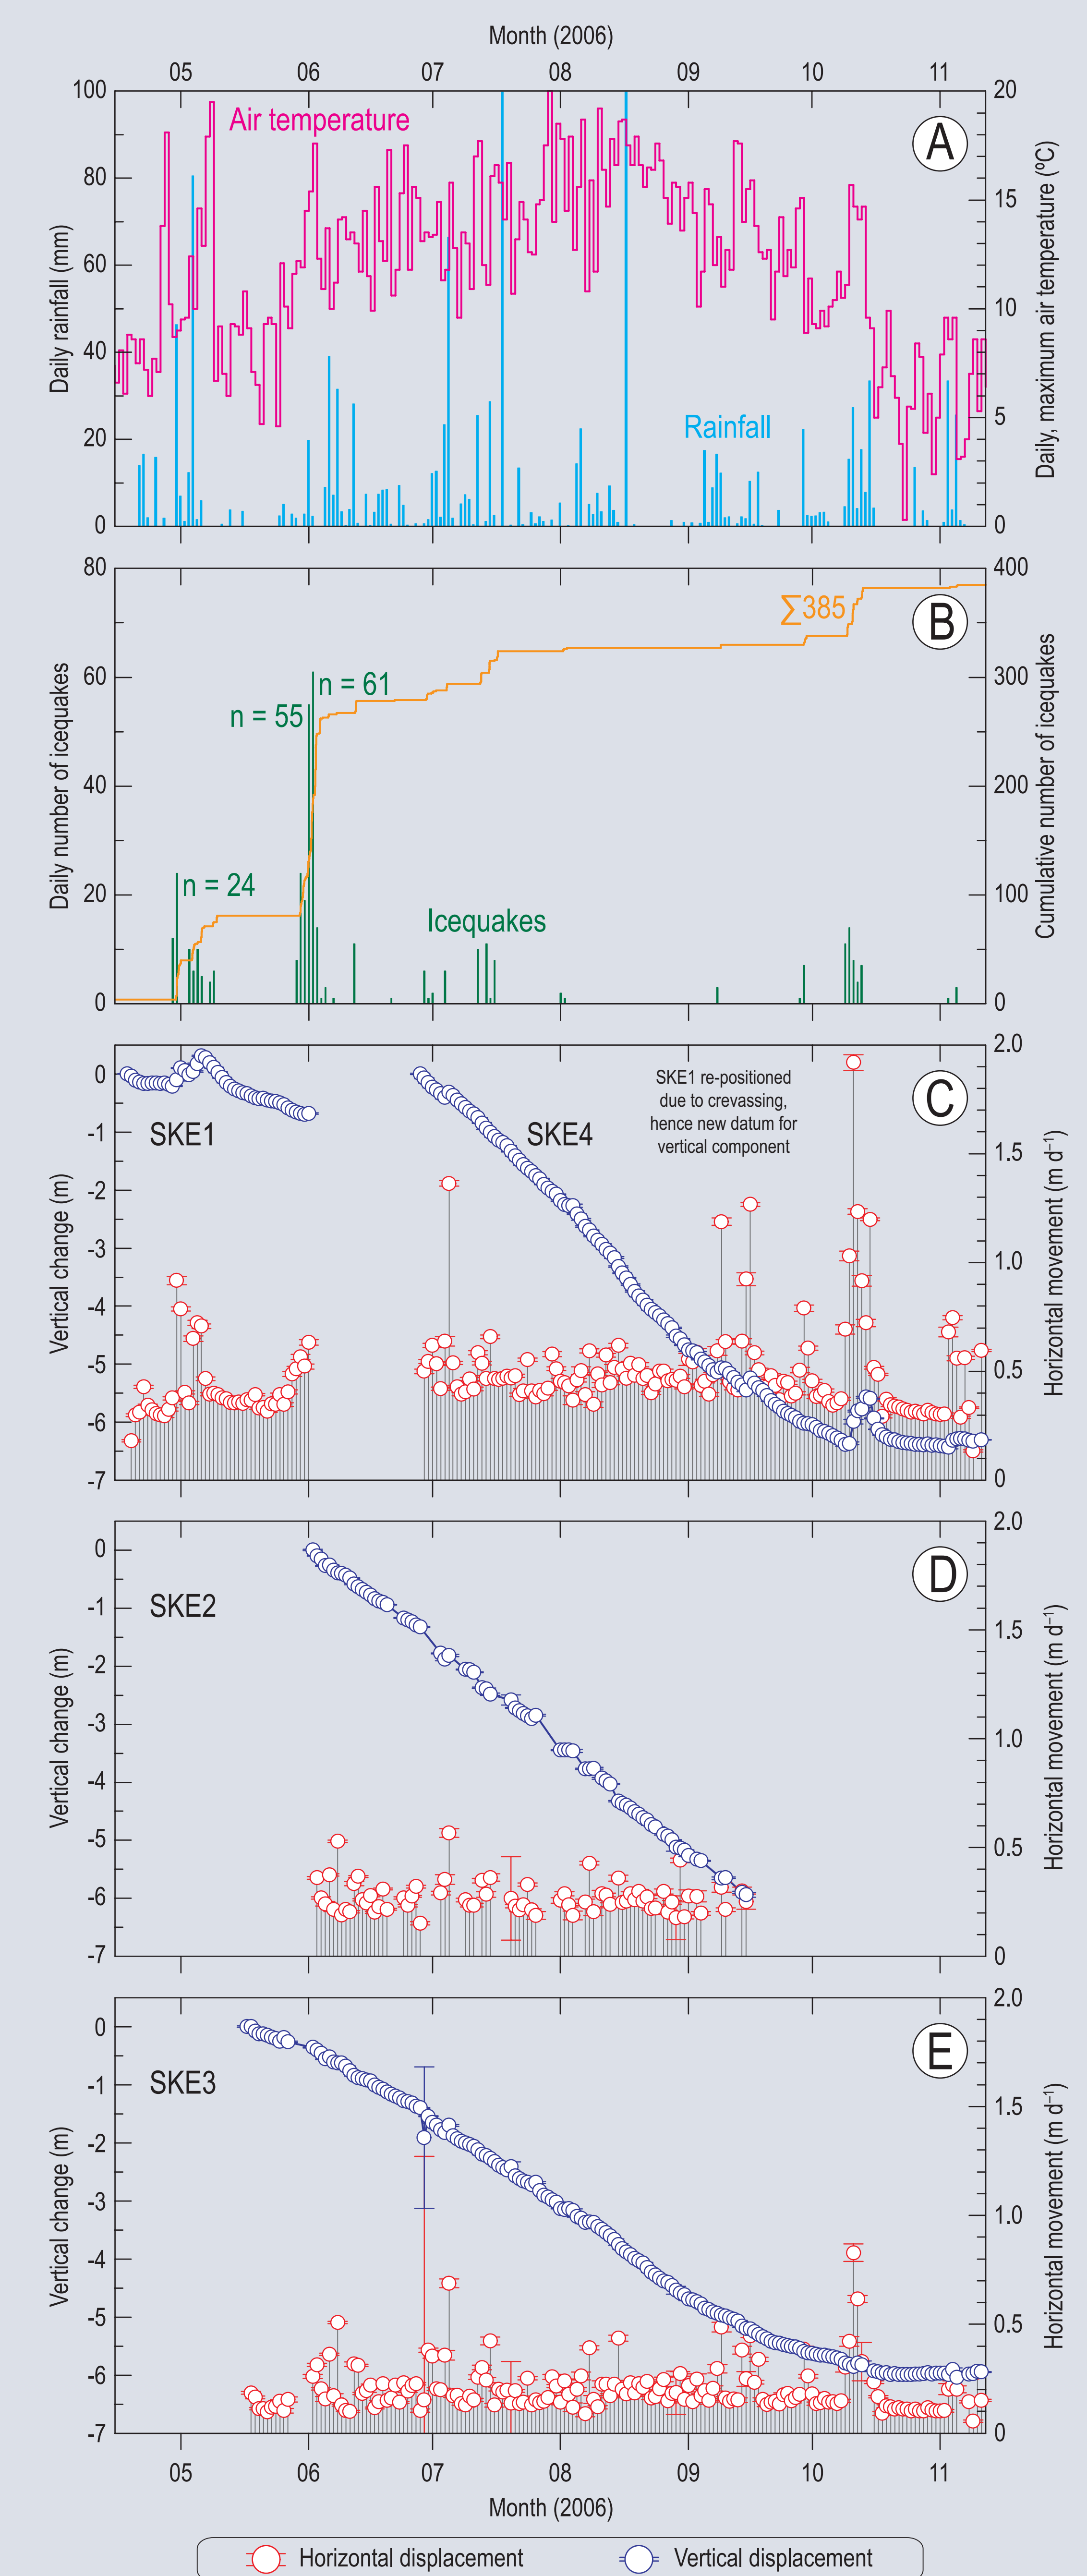 Month (2006)
05 06 07 08 09 10 11
100 80 60 40 20 0
Daily rainfall (mm)
Air temperature
Rainfall
A
20 15 10 5 0
Daily, maximum air temperature (ºC)
80 60 40 20 0
Daily number of icequakes
n = 24
n = 55
n = 61
Icequakes
∑385
B
400 300 200 100 0
Cumulative number of icequakes
0 -1 -2 -3 -4 -5 -6 -7
Vertical change (m)
SKE1
SKE4
SKE1 re-positioned
due to crevassing,
hence new datum for
vertical component
C
2.0 1.5 1.0 0.5 0
Horizontal movement (m d⁻¹)
0 -1 -2 -3 -4 -5 -6 -7
Vertical change (m)
SKE2
D
2.0 1.5 1.0 0.5 0
Horizontal movement (m d⁻¹)
0 -1 -2 -3 -4 -5 -6 -7
Vertical change (m)
SKE3
E
2.0 1.5 1.0 0.5 0
Horizontal movement (m d⁻¹)
05 06 07 08 09 10 11
Month (2006)
Horizontal displacement
Vertical displacement